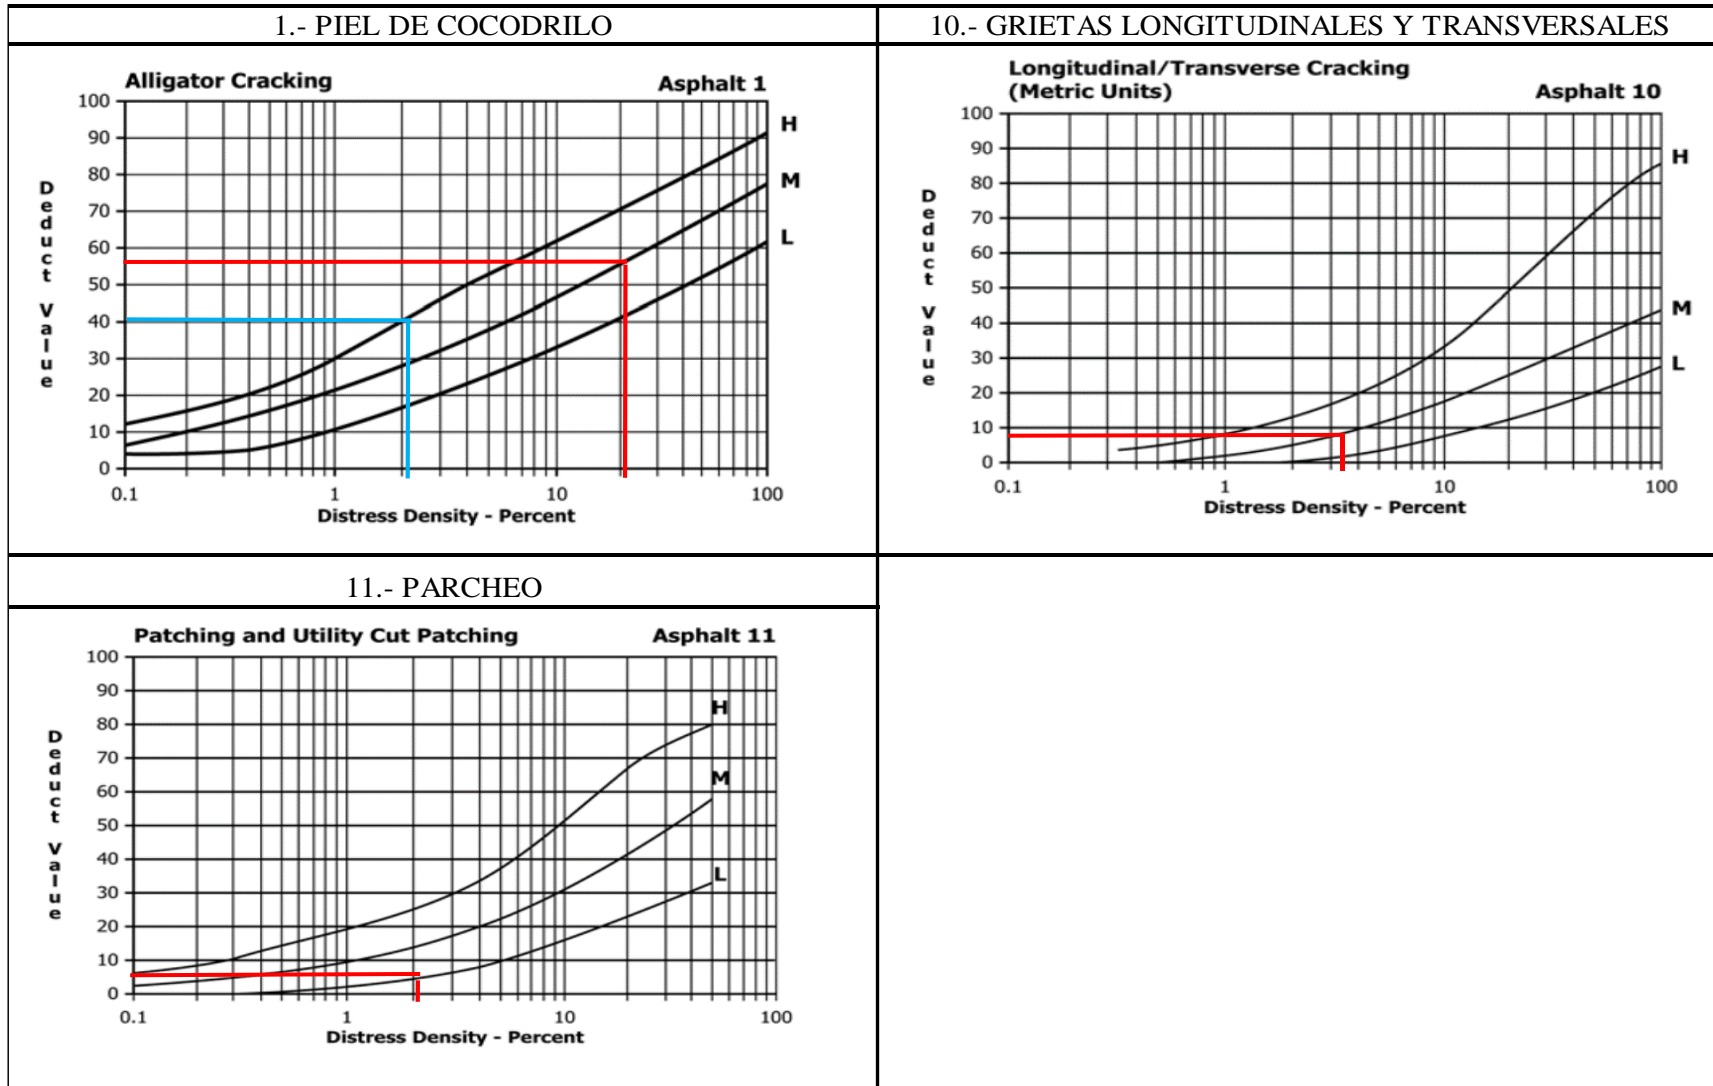 1.- PIEL DE COCODRILO
Alligator Cracking
Asphalt 1
Deduct Value
100
90
80
70
60
50
40
30
20
10
0
H
M
L
0.1 1 10 100
Distress Density - Percent
10.- GRIETAS LONGITUDINALES Y TRANSVERSALES
Longitudinal/Transverse Cracking
(Metric Units)
Asphalt 10
Deduct Value
100
90
80
70
60
50
40
30
20
10
0
H
M
L
0.1 1 10 100
Distress Density - Percent
11.- PARCHEO
Patching and Utility Cut Patching
Asphalt 11
Deduct Value
100
90
80
70
60
50
40
30
20
10
0
H
M
L
0.1 1 10 100
Distress Density - Percent